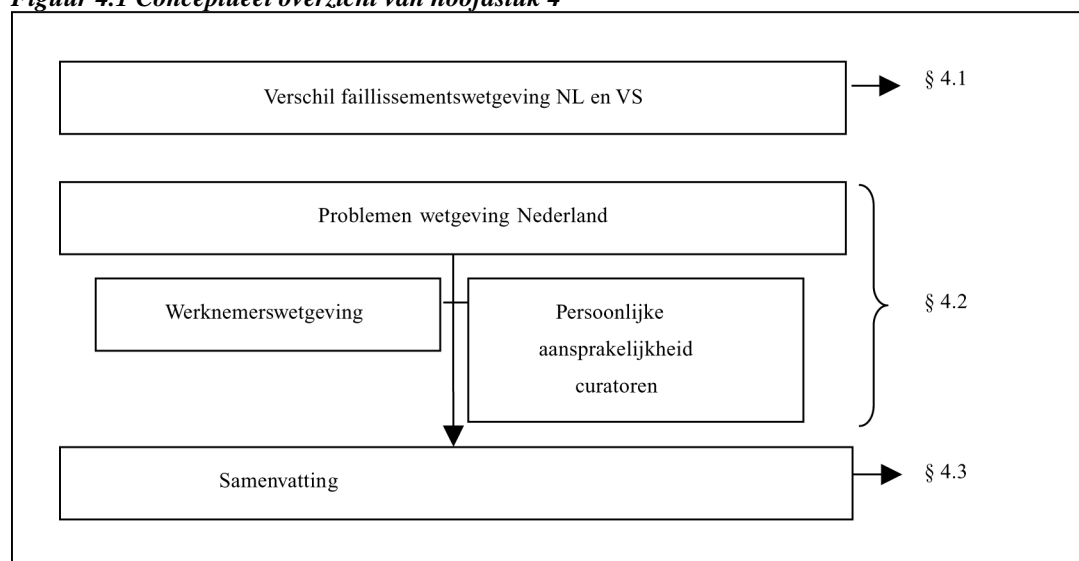 Figuur 4.1 Conceptueel overzicht van hoofdstuk 4
Verschil faillissementswetgeving NL en VS
§ 4.1
Problemen wetgeving Nederland
Werknemerswetgeving
Persoonlijke
aansprakelijkheid
curatoren
§ 4.2
Samenvatting
§ 4.3